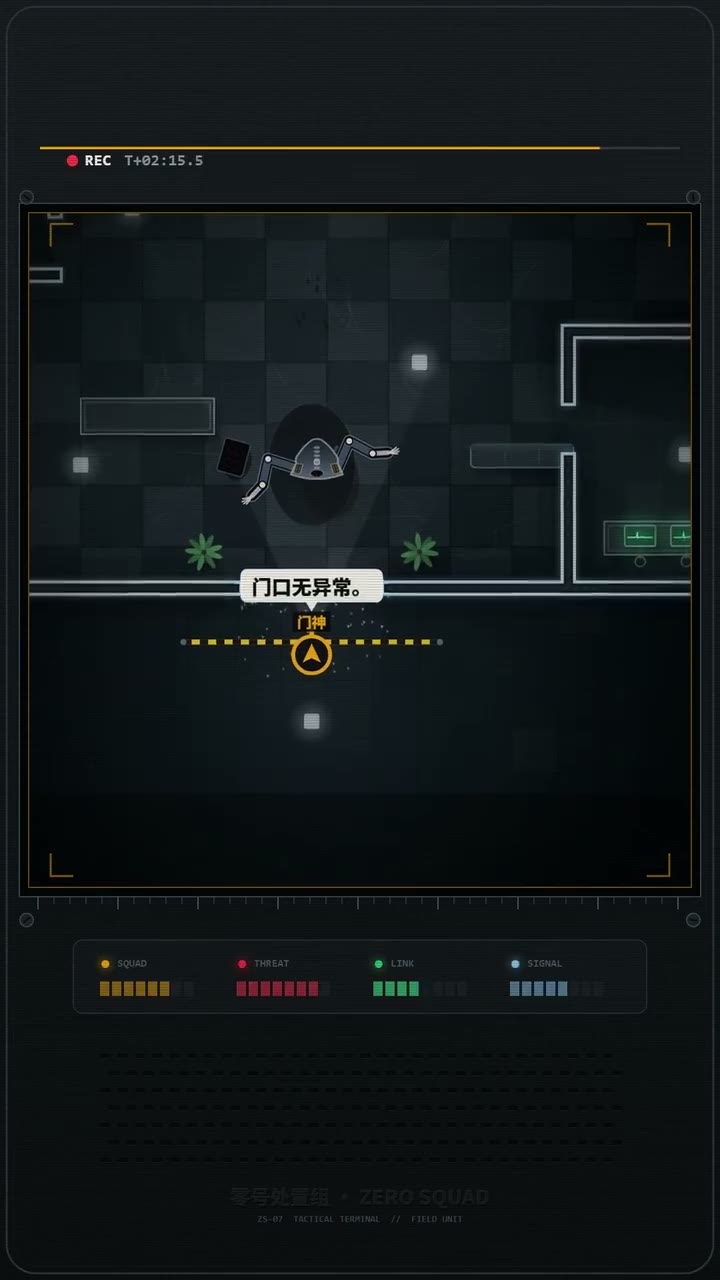 REC T+02:15.5
门口无异常。
门神
SQUAD THREAT LINK SIGNAL
零号处置组 • ZERO SQUAD
ZS-07 TACTICAL TERMINAL // FIELD UNIT